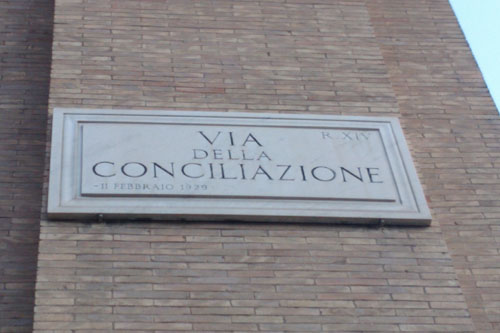 R. XIV
VIA
DELLA
CONCILIAZIONE
- 11 FEBBRAIO 1929 -